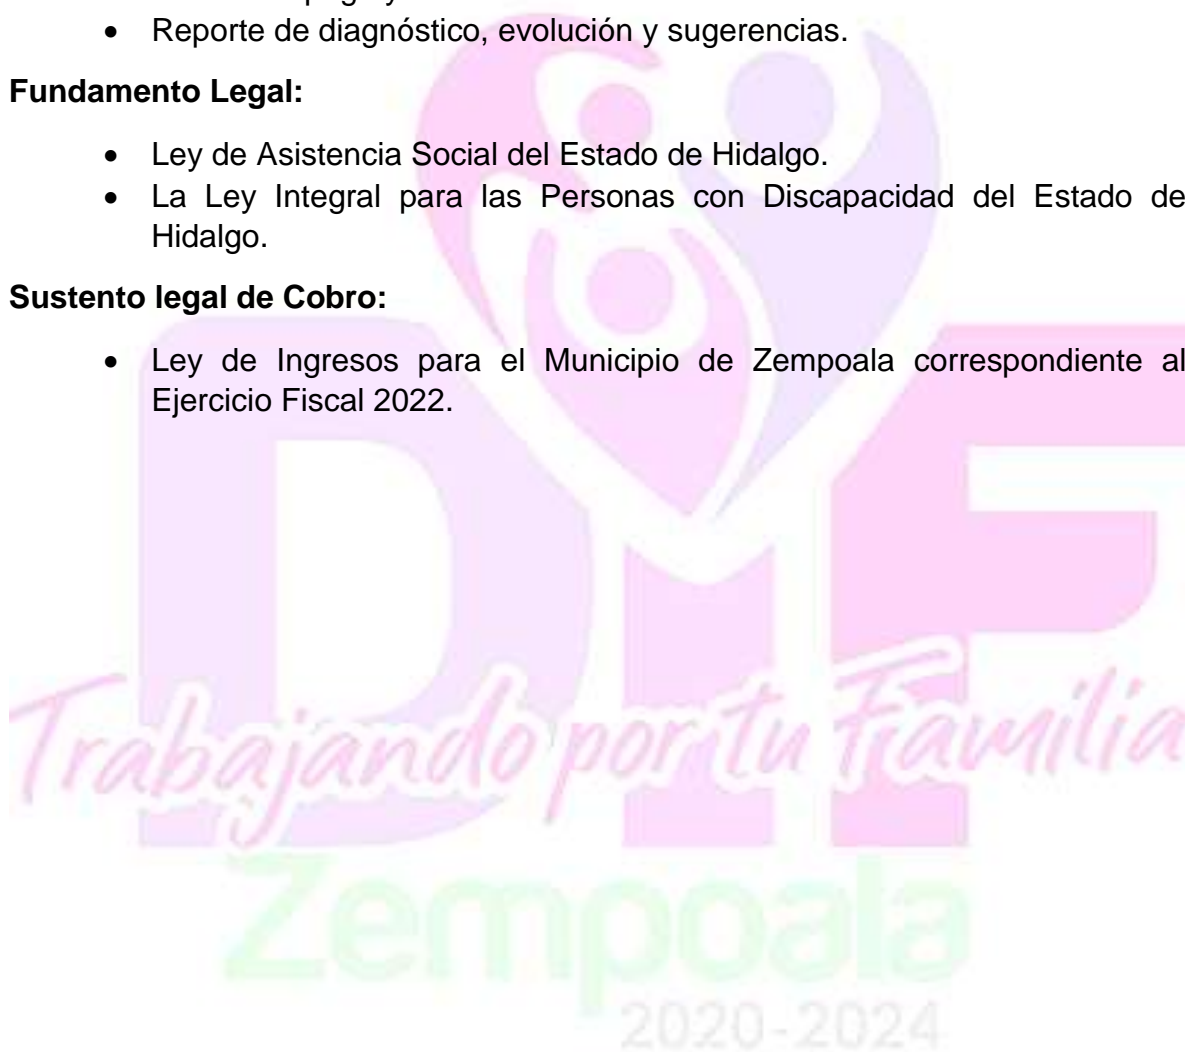 • Reporte de diagnóstico, evolución y sugerencias.
Fundamento Legal:
• Ley de Asistencia Social del Estado de Hidalgo.
• La Ley Integral para las Personas con Discapacidad del Estado de
Hidalgo.
Sustento legal de Cobro:
• Ley de Ingresos para el Municipio de Zempoala correspondiente al
Ejercicio Fiscal 2022.
DIF
Trabajando por tu Familia
Zempoala
2020-2024